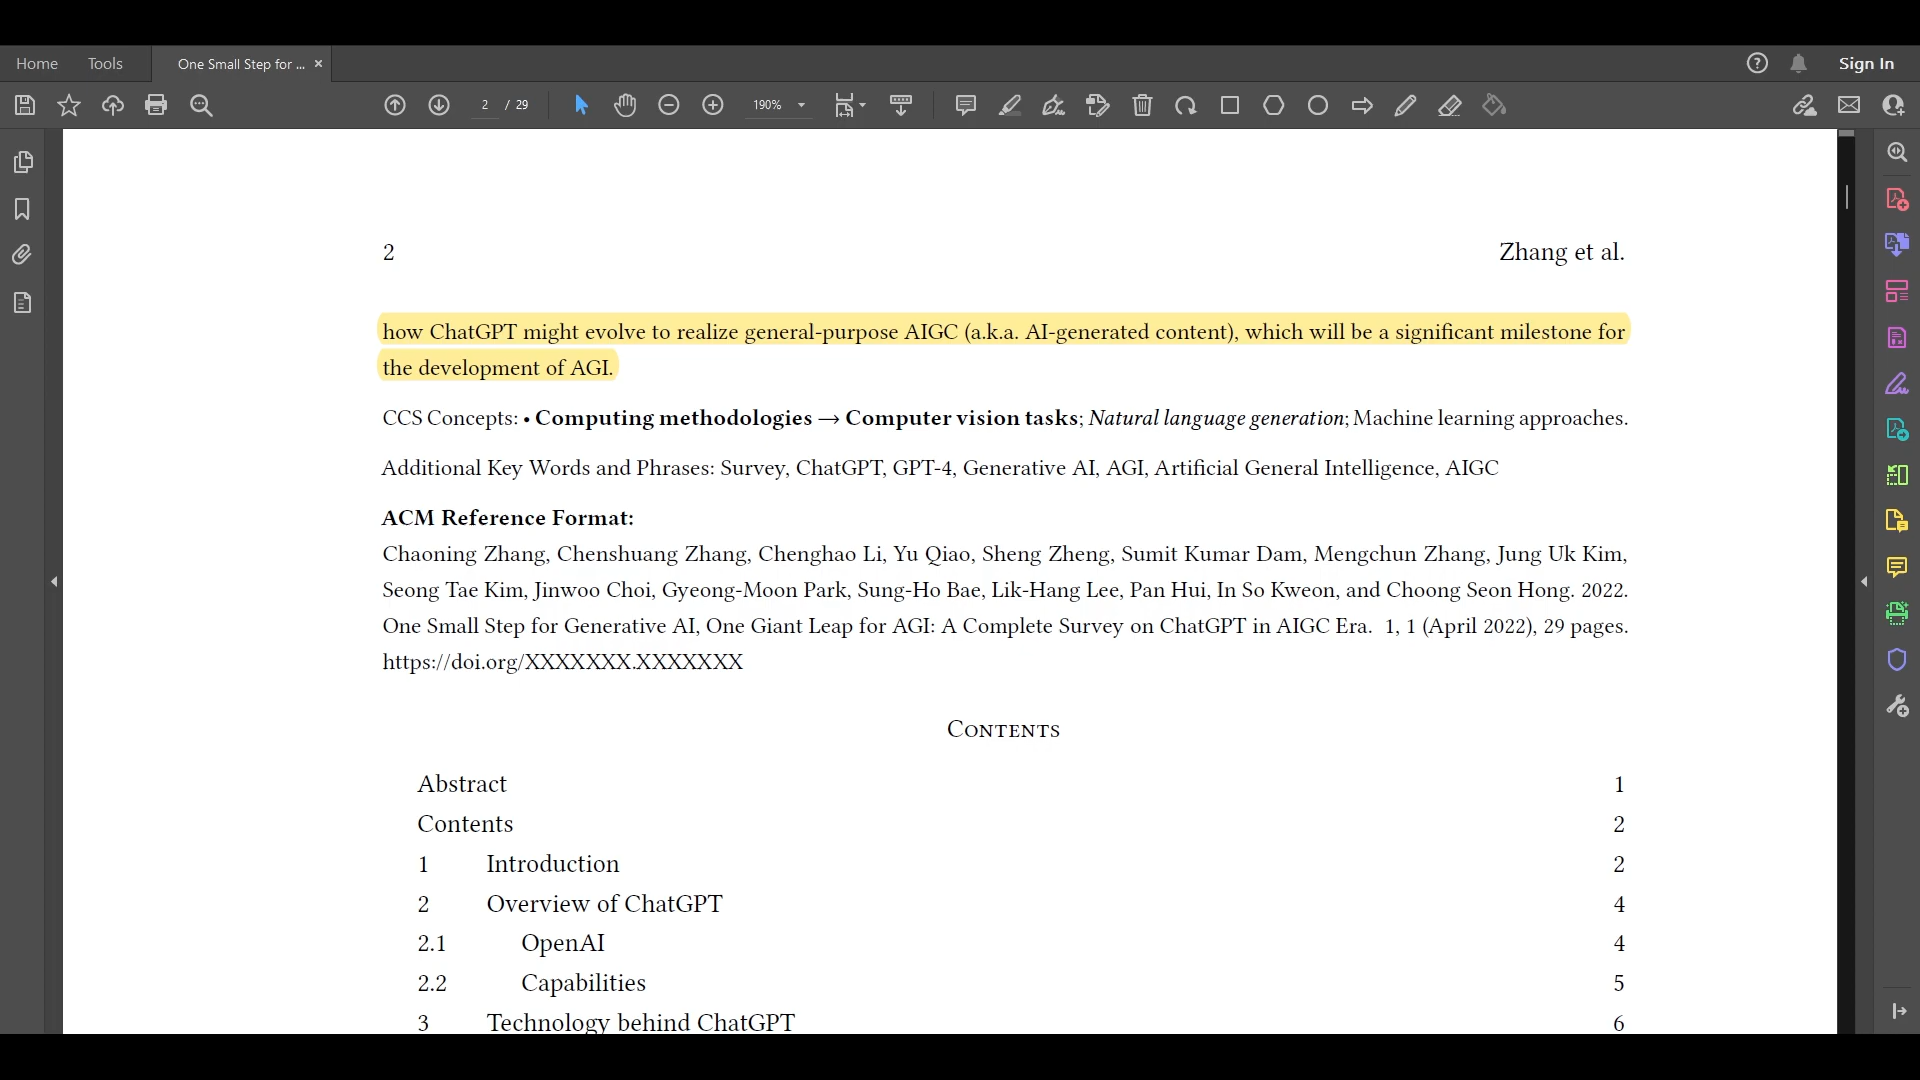 Home Tools One Small Step for ... × Sign In
2 / 29 190%
2 Zhang et al.
how ChatGPT might evolve to realize general-purpose AIGC (a.k.a. AI-generated content), which will be a significant milestone for
the development of AGI.
CCS Concepts: • Computing methodologies → Computer vision tasks; Natural language generation; Machine learning approaches.
Additional Key Words and Phrases: Survey, ChatGPT, GPT-4, Generative AI, AGI, Artificial General Intelligence, AIGC
ACM Reference Format:
Chaoning Zhang, Chenshuang Zhang, Chenghao Li, Yu Qiao, Sheng Zheng, Sumit Kumar Dam, Mengchun Zhang, Jung Uk Kim,
Seong Tae Kim, Jinwoo Choi, Gyeong-Moon Park, Sung-Ho Bae, Lik-Hang Lee, Pan Hui, In So Kweon, and Choong Seon Hong. 2022.
One Small Step for Generative AI, One Giant Leap for AGI: A Complete Survey on ChatGPT in AIGC Era. 1, 1 (April 2022), 29 pages.
https://doi.org/XXXXXXX.XXXXXXX
Contents
Abstract 1
Contents 2
1 Introduction 2
2 Overview of ChatGPT 4
2.1 OpenAI 4
2.2 Capabilities 5
3 Technology behind ChatGPT 6